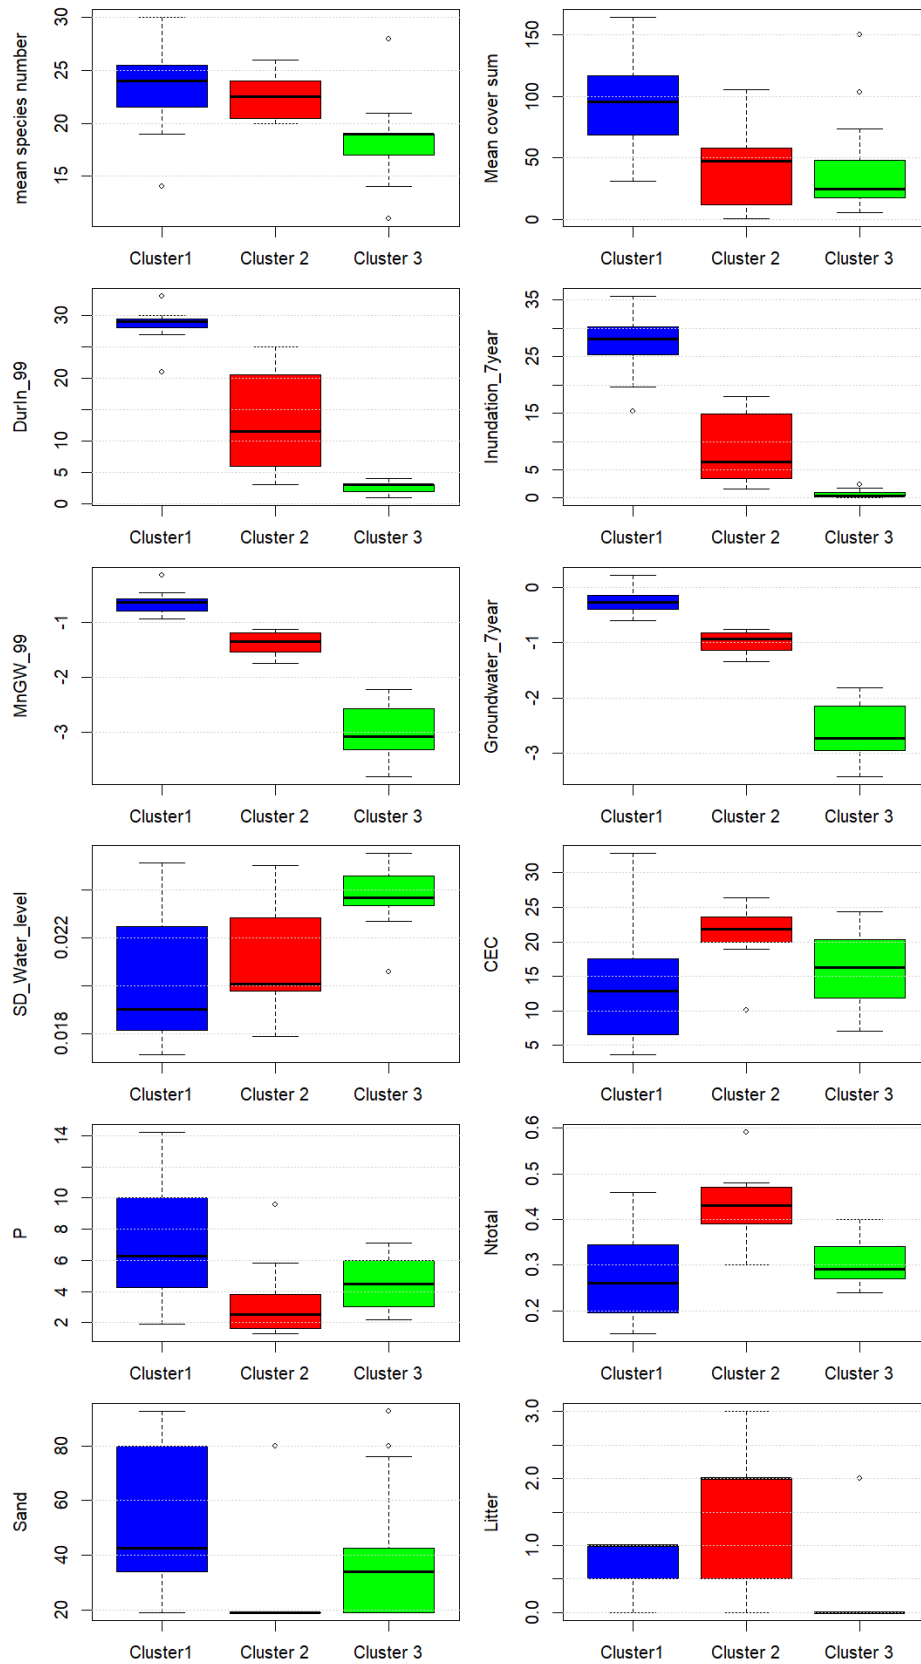 mean species number
30
25
20
15
Cluster1 Cluster 2 Cluster 3
Mean cover sum
150
100
50
0
Cluster1 Cluster 2 Cluster 3
DurIn_99
30
20
10
5
0
Cluster1 Cluster 2 Cluster 3
Inundation_7year
35
25
15
5
0
Cluster1 Cluster 2 Cluster 3
MnGW_99
-1
-2
-3
Cluster1 Cluster 2 Cluster 3
Groundwater_7year
0
-1
-2
-3
Cluster1 Cluster 2 Cluster 3
SD_Water_level
0.022
0.018
Cluster1 Cluster 2 Cluster 3
CEC
30
25
20
15
10
5
Cluster1 Cluster 2 Cluster 3
P
14
10
8
6
4
2
Cluster1 Cluster 2 Cluster 3
Ntotal
0.6
0.5
0.4
0.3
0.2
Cluster1 Cluster 2 Cluster 3
Sand
80
60
40
20
Cluster1 Cluster 2 Cluster 3
Litter
3.0
2.0
1.0
0.0
Cluster1 Cluster 2 Cluster 3